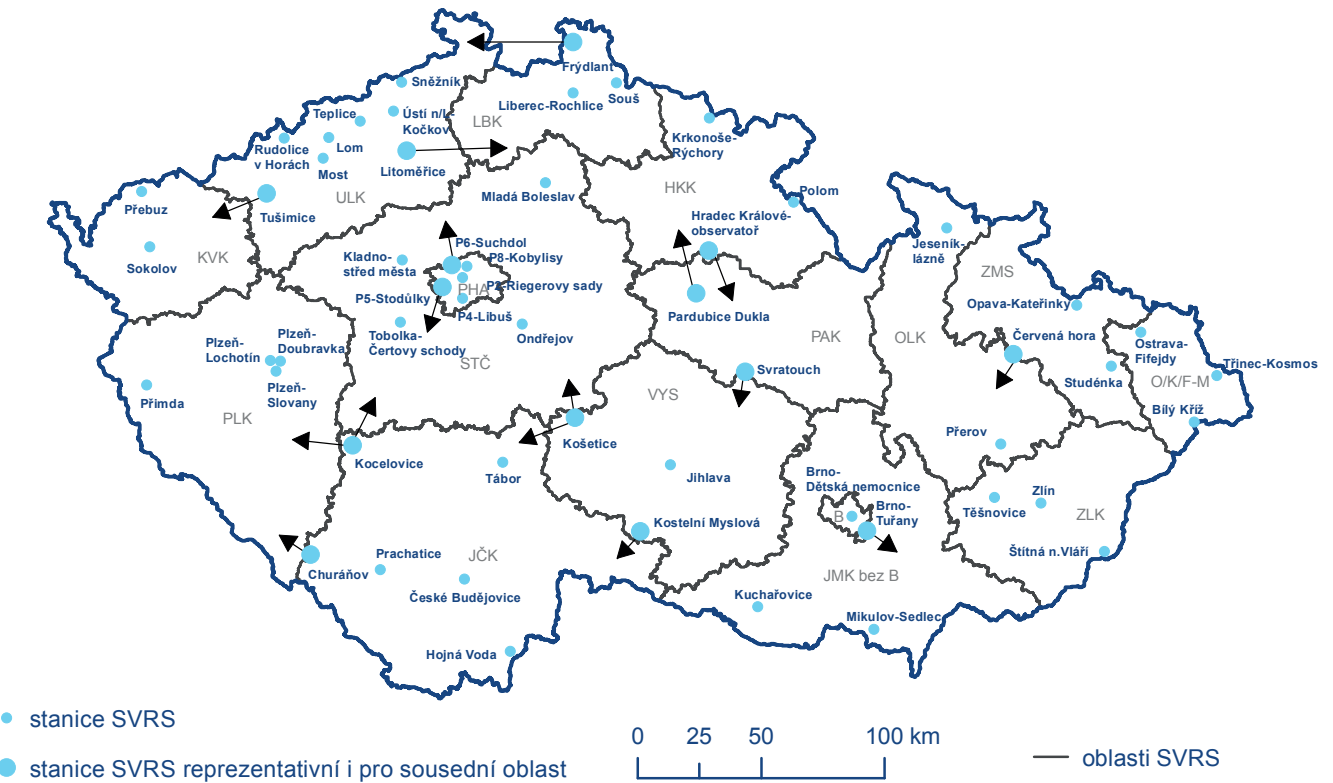 Frýdlant
Sněžník
Souš
Liberec-Rochlice
Teplice
Ústí n/L
Kočkov
LBK
Krkonoše-
Rýchory
Rudolice
v Horách
Lom
Most
Litoměřice
HKK
ULK
Mladá Boleslav
Polom
Přebuz
Tušimice
Hradec Králové-
observatoř
Jeseník-
lázně
Sokolov
KVK
P6-Suchdol
P8-Kobylisy
Kladno-
střed města
ZMS
PHA
P2-Riegerovy sady
P5-Stodůlky
P4-Libuš
Opava-Kateřinky
Pardubice Dukla
Tobolka-
Čertovy schody
Ondřejov
PAK
OLK
Červená hora
Ostrava-
Fifejdy
Plzeň-
Lochotín
Plzeň-
Doubravka
STČ
Třinec-Kosmos
Plzeň-
Slovany
Svratouch
Studénka
O/K/F-M
Přimda
VYS
PLK
Bílý Kříž
Košetice
Přerov
Kocelovice
Tábor
Jihlava
Brno-
Dětská nemocnice
Zlín
Těšnovice
Brno-
Tuřany
B
ZLK
Kostelní Myslová
Štítná n.Vláří
Prachatice
JČK
Churáňov
JMK bez B
České Budějovice
Kuchařovice
Mikulov-Sedlec
Hojná Voda
stanice SVRS
0 25 50 100 km
oblasti SVRS
stanice SVRS reprezentativní i pro sousední oblast